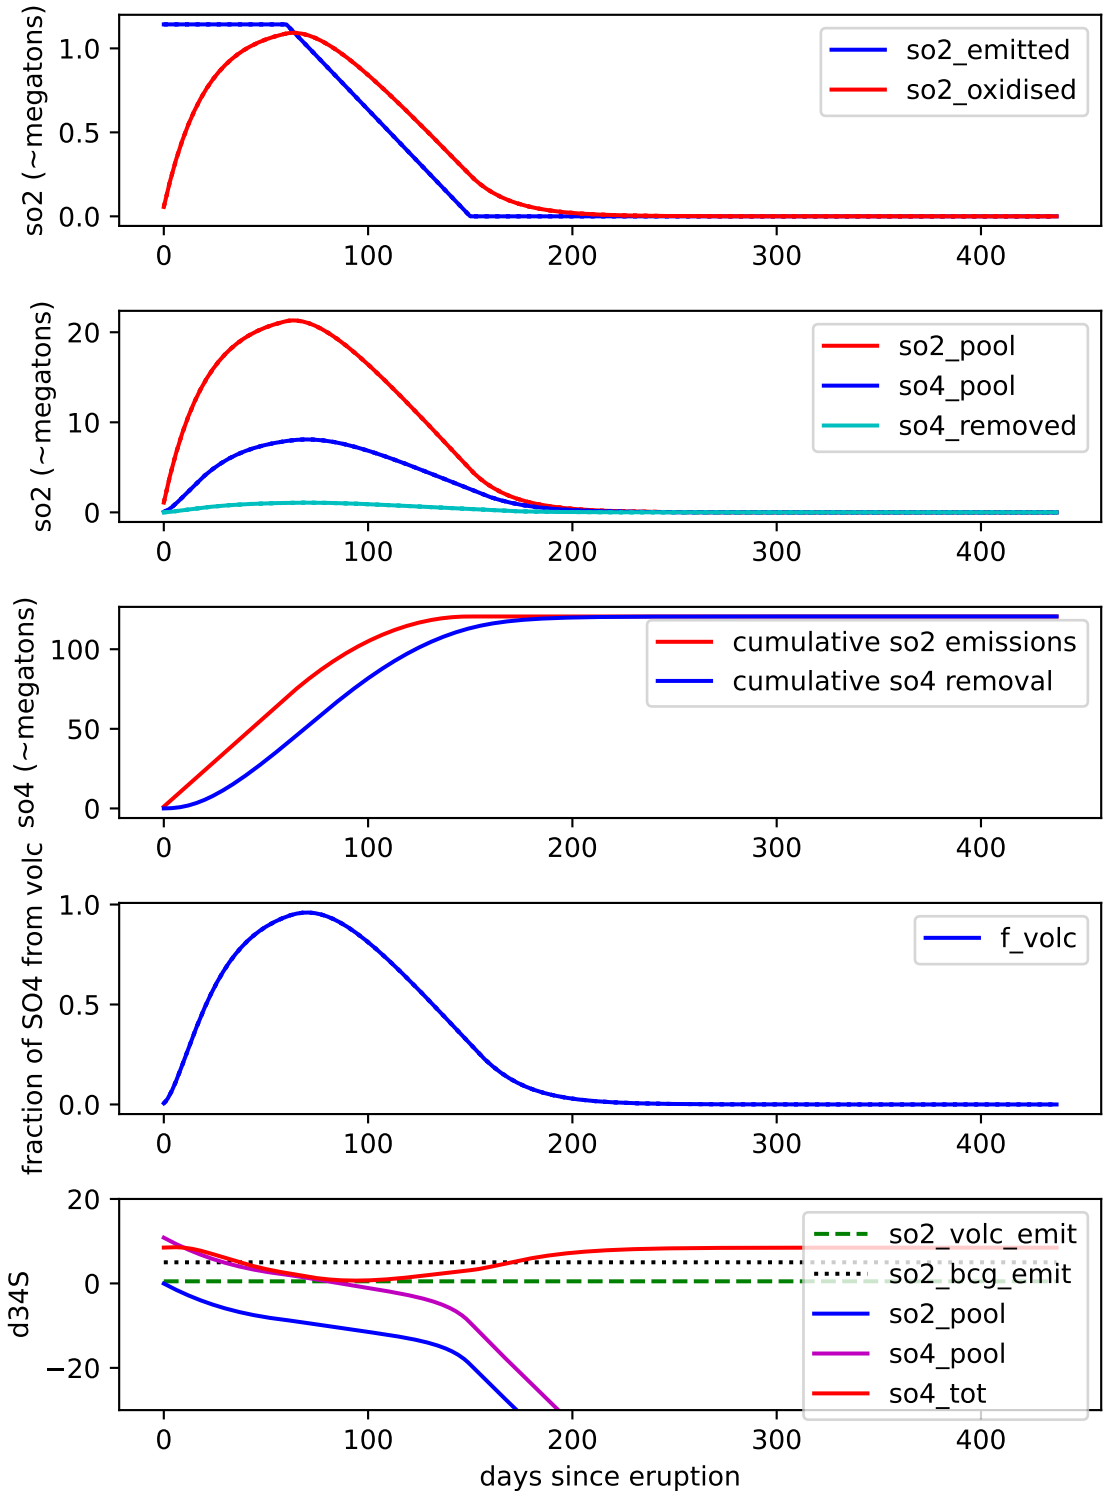 so2 (~megatons)
1.0
0.5
0.0
so2_emitted
so2_oxidised
0 100 200 300 400
so2 (~megatons)
20
10
0
so2_pool
so4_pool
so4_removed
0 100 200 300 400
so4 (~megatons)
100
50
0
cumulative so2 emissions
cumulative so4 removal
0 100 200 300 400
fraction of SO4 from volc
1.0
0.5
0.0
f_volc
0 100 200 300 400
d34S
20
0
−20
so2_volc_emit
so2_bcg_emit
so2_pool
so4_pool
so4_tot
0 100 200 300 400
days since eruption